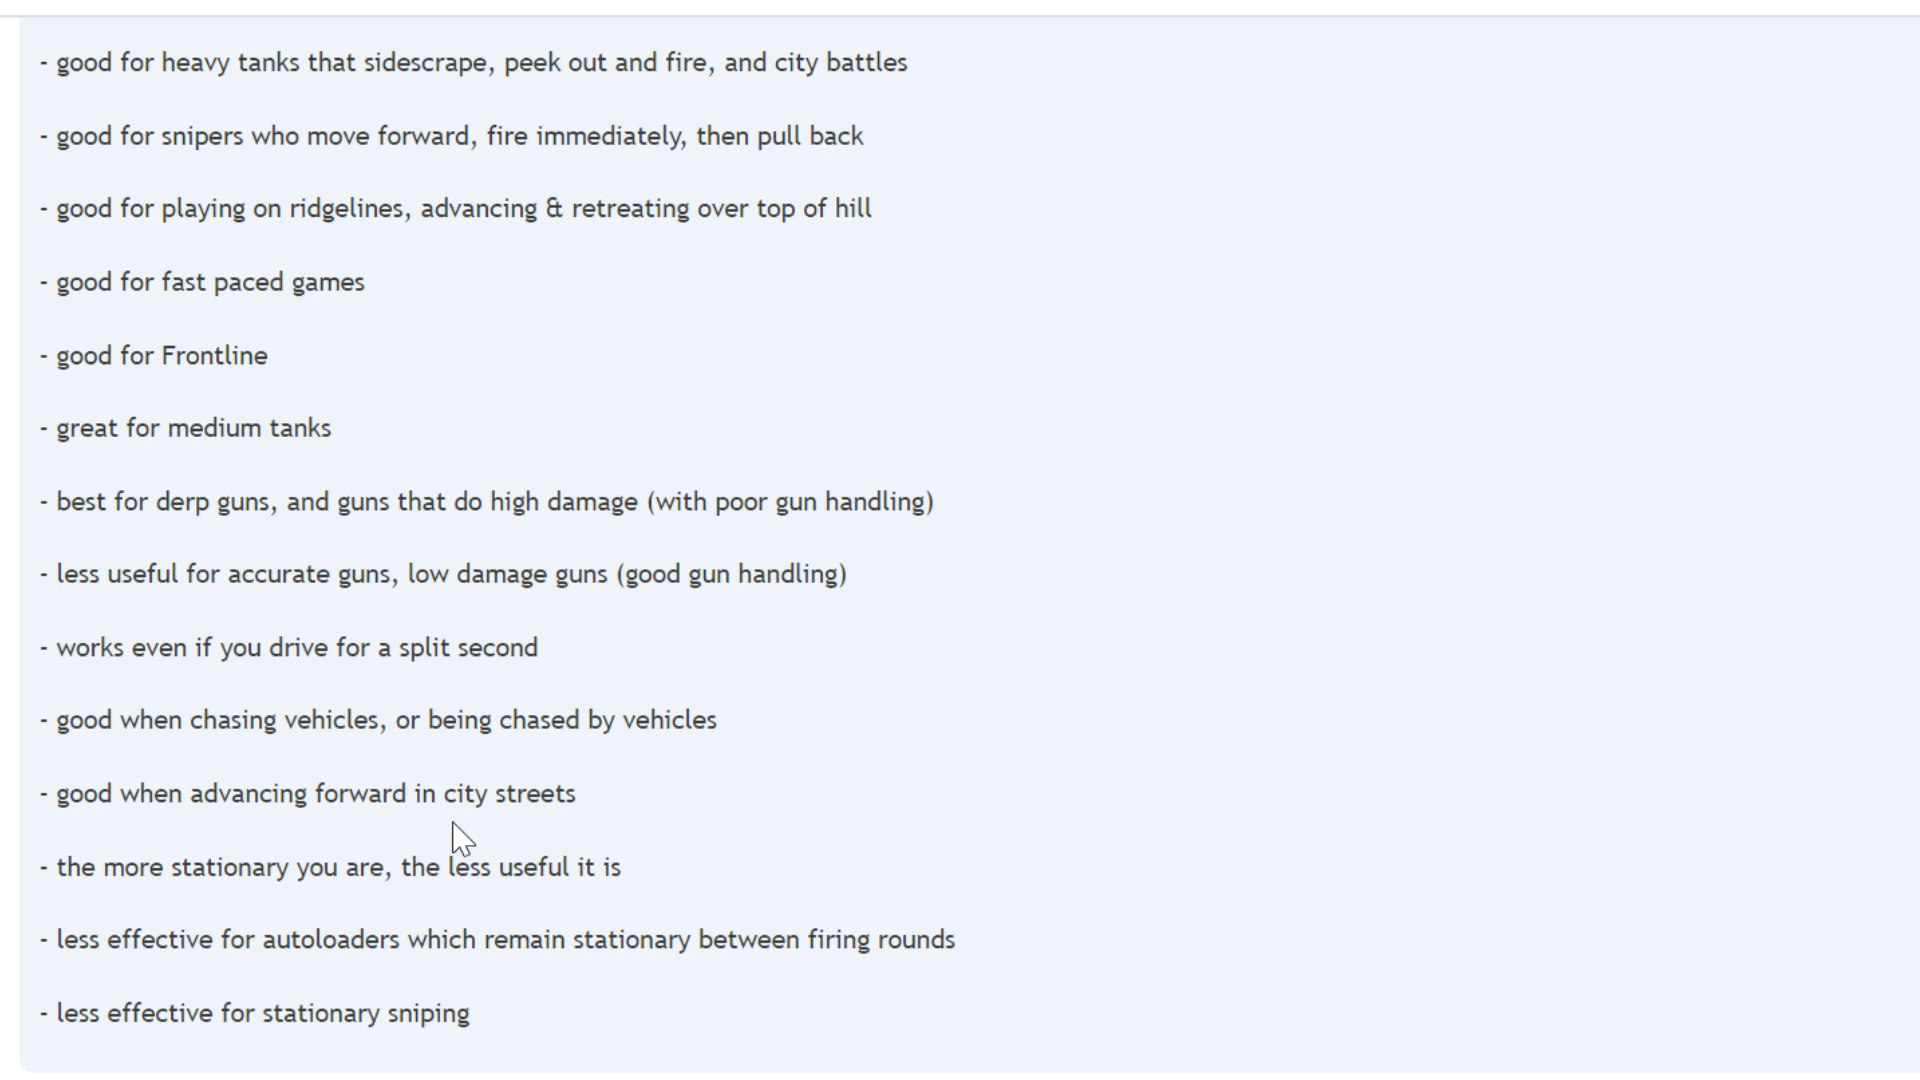 - good for heavy tanks that sidescrape, peek out and fire, and city battles
- good for snipers who move forward, fire immediately, then pull back
- good for playing on ridgelines, advancing & retreating over top of hill
- good for fast paced games
- good for Frontline
- great for medium tanks
- best for derp guns, and guns that do high damage (with poor gun handling)
- less useful for accurate guns, low damage guns (good gun handling)
- works even if you drive for a split second
- good when chasing vehicles, or being chased by vehicles
- good when advancing forward in city streets
- the more stationary you are, the less useful it is
- less effective for autoloaders which remain stationary between firing rounds
- less effective for stationary sniping